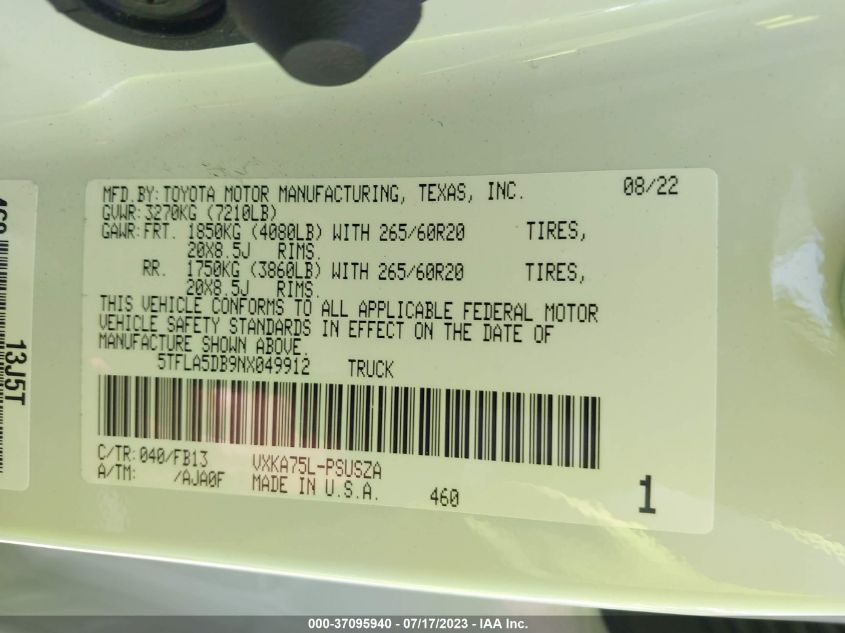 MFD.BY:TOYOTA MOTOR MANUFACTURING, TEXAS, INC. 08/22
GVWR:3270KG (7210LB)
GAWR:FRT. 1850KG (4080LB) WITH 265/60R20 TIRES,
20X8.5J RIMS.
RR. 1750KG (3860LB) WITH 265/60R20 TIRES,
20X8.5J RIMS.
THIS VEHICLE CONFORMS TO ALL APPLICABLE FEDERAL MOTOR
VEHICLE SAFETY STANDARDS IN EFFECT ON THE DATE OF
MANUFACTURE SHOWN ABOVE.
5TFLA5DB9NX049912 TRUCK
C/TR:040/FB13 VXKA75L-PSUSZA
A/TM: /AJA0F MADE IN U.S.A. 460 1
13J5T
000-37095940 - 07/17/2023 - IAA Inc.